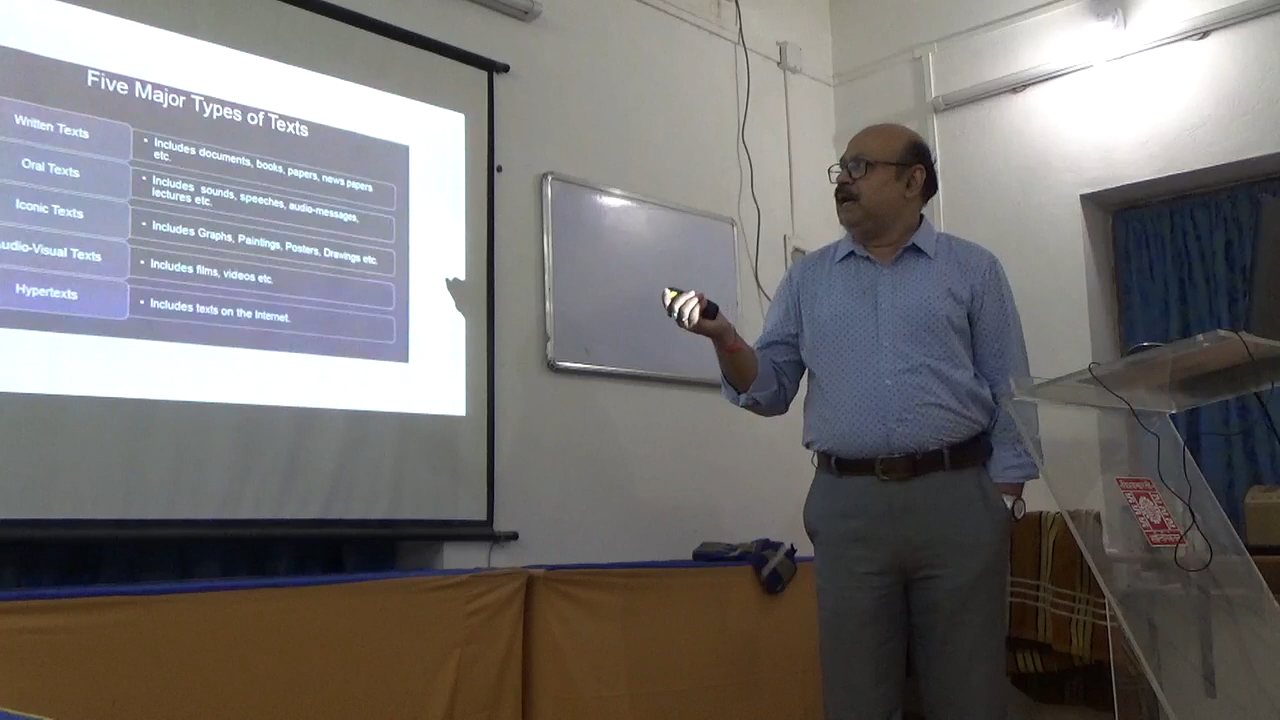 Five Major Types of Texts
Written Texts
• Includes documents, books, papers, news papers
etc.
Oral Texts
• Includes sounds, speeches, audio-messages,
lectures etc.
Iconic Texts
• Includes Graphs, Paintings, Posters, Drawings etc.
udio-Visual Texts
• Includes films, videos etc.
Hypertexts
• Includes texts on the Internet.